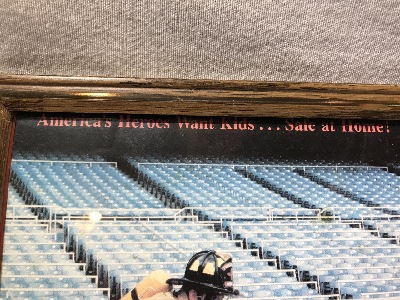 America's Heroes Want Kids . . . Safe at Home!